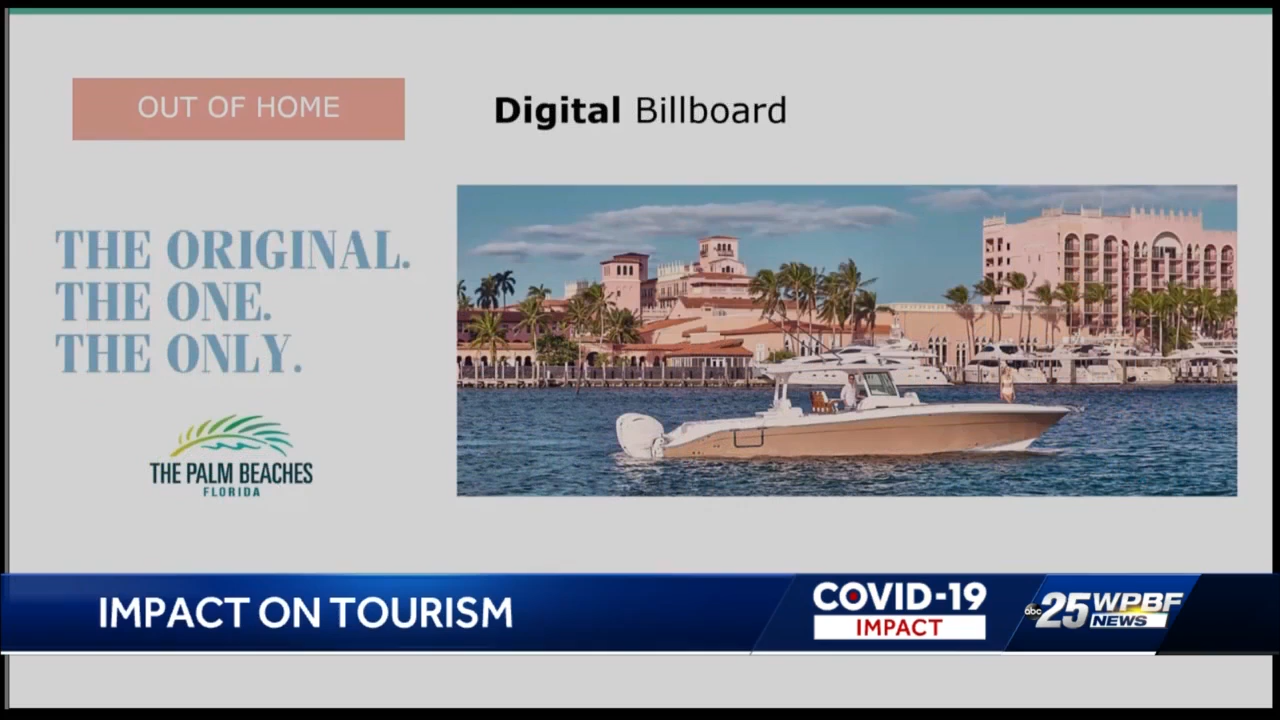 OUT OF HOME
Digital Billboard
THE ORIGINAL.
THE ONE.
THE ONLY.
THE PALM BEACHES
FLORIDA
IMPACT ON TOURISM
COVID-19
IMPACT
abc 25 WPBF
NEWS